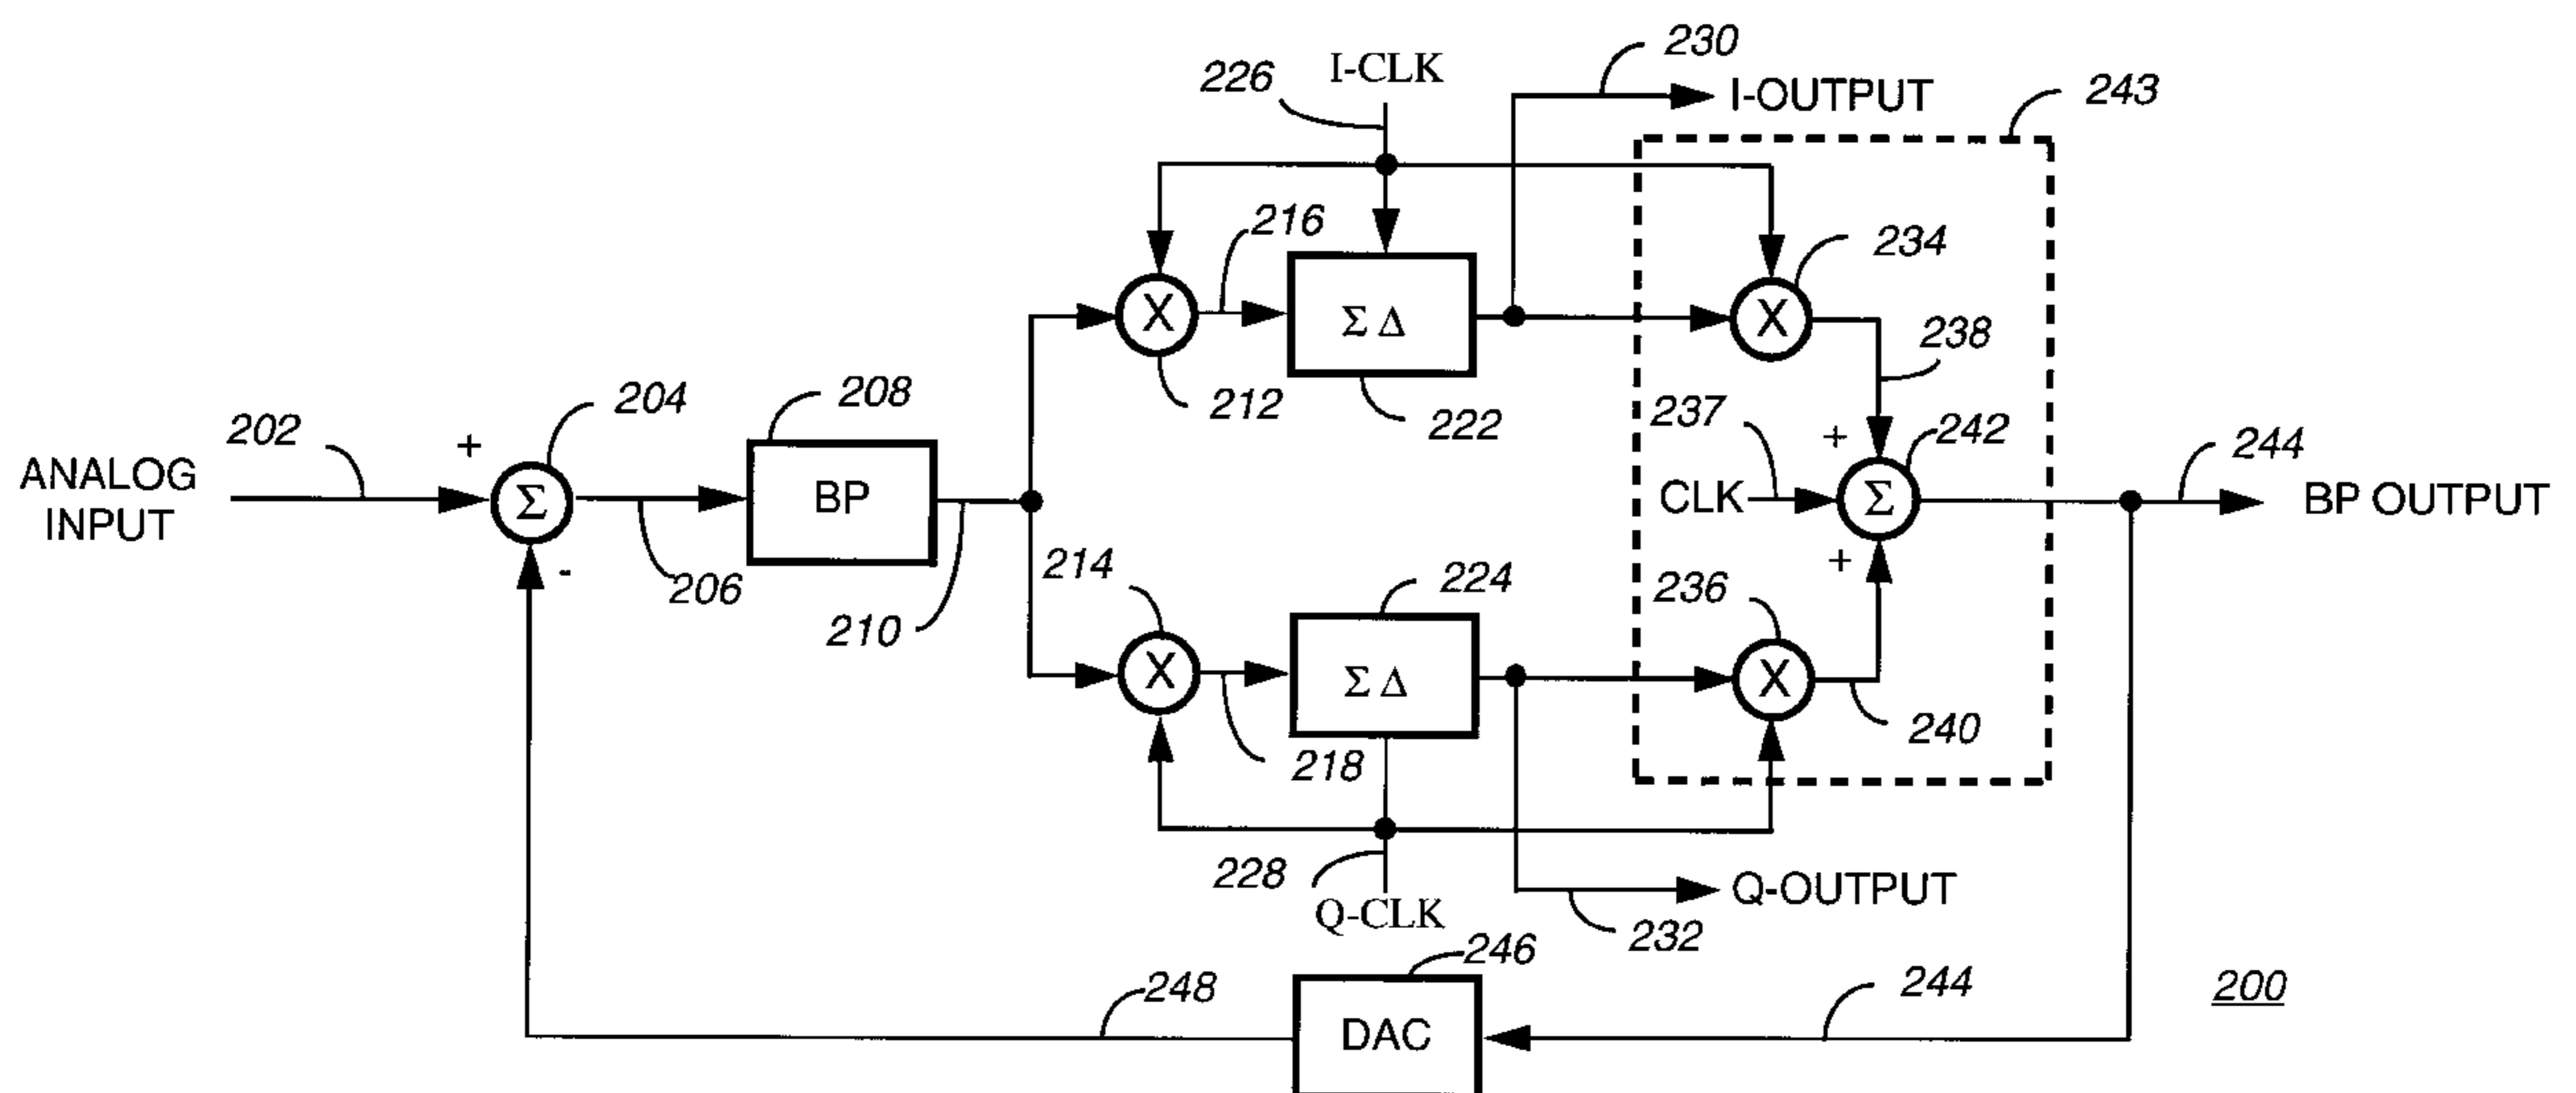 230
I-CLK
226
I-OUTPUT
243
216
234
X
Σ Δ
X
238
212
222
208
204
237
242
202
+
+
244
ANALOG
INPUT
Σ
BP
CLK
Σ
BP OUTPUT
-
206
214
224
+
236
210
X
Σ Δ
X
218
240
228
Q-OUTPUT
Q-CLK
232
246
248
244
200
DAC